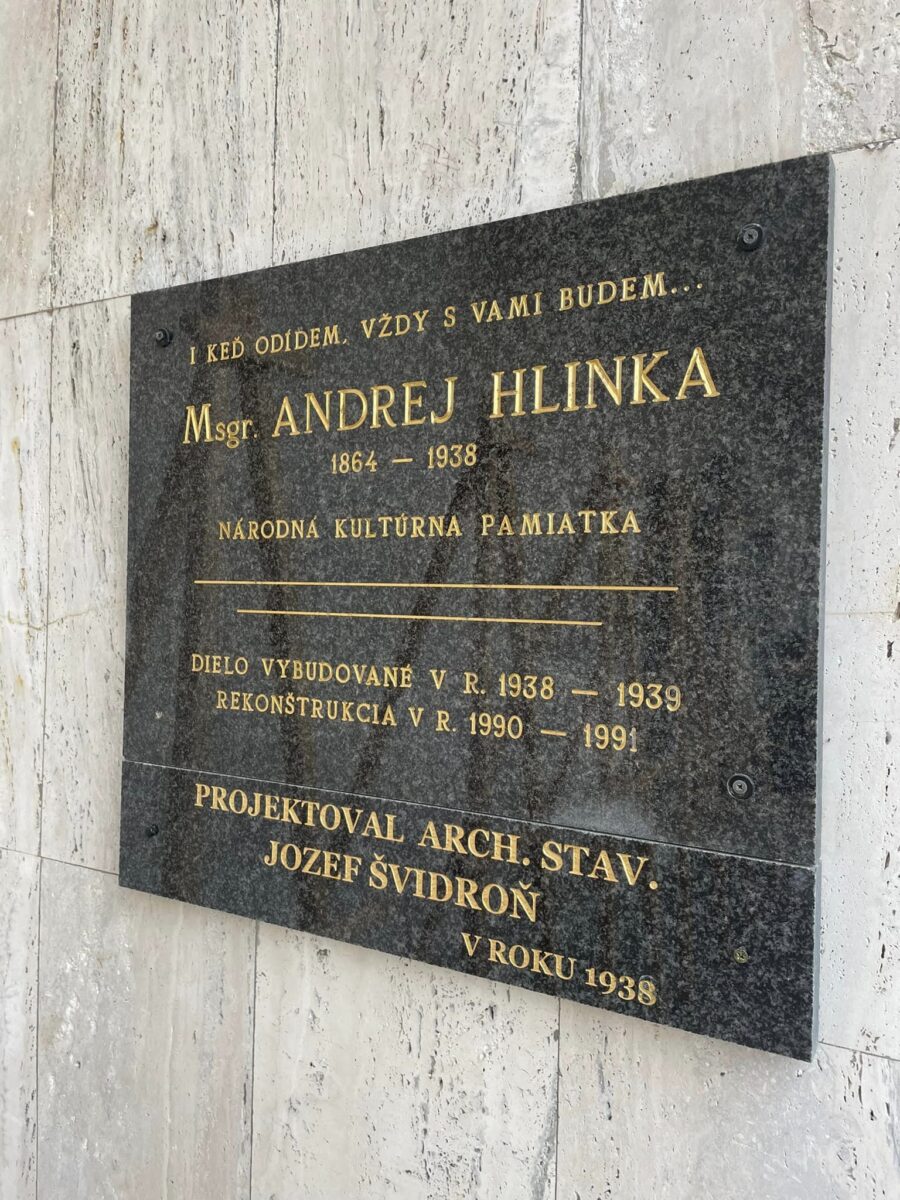 I KEĎ ODÍDEM, VŽDY S VAMI BUDEM...
Msgr. ANDREJ HLINKA
1864 — 1938
NÁRODNÁ KULTÚRNA PAMIATKA
DIELO VYBUDOVANÉ V R. 1938 — 1939
REKONŠTRUKCIA V R. 1990 — 1991
PROJEKTOVAL ARCH. STAV.
JOZEF ŠVIDROŇ
V ROKU 1938